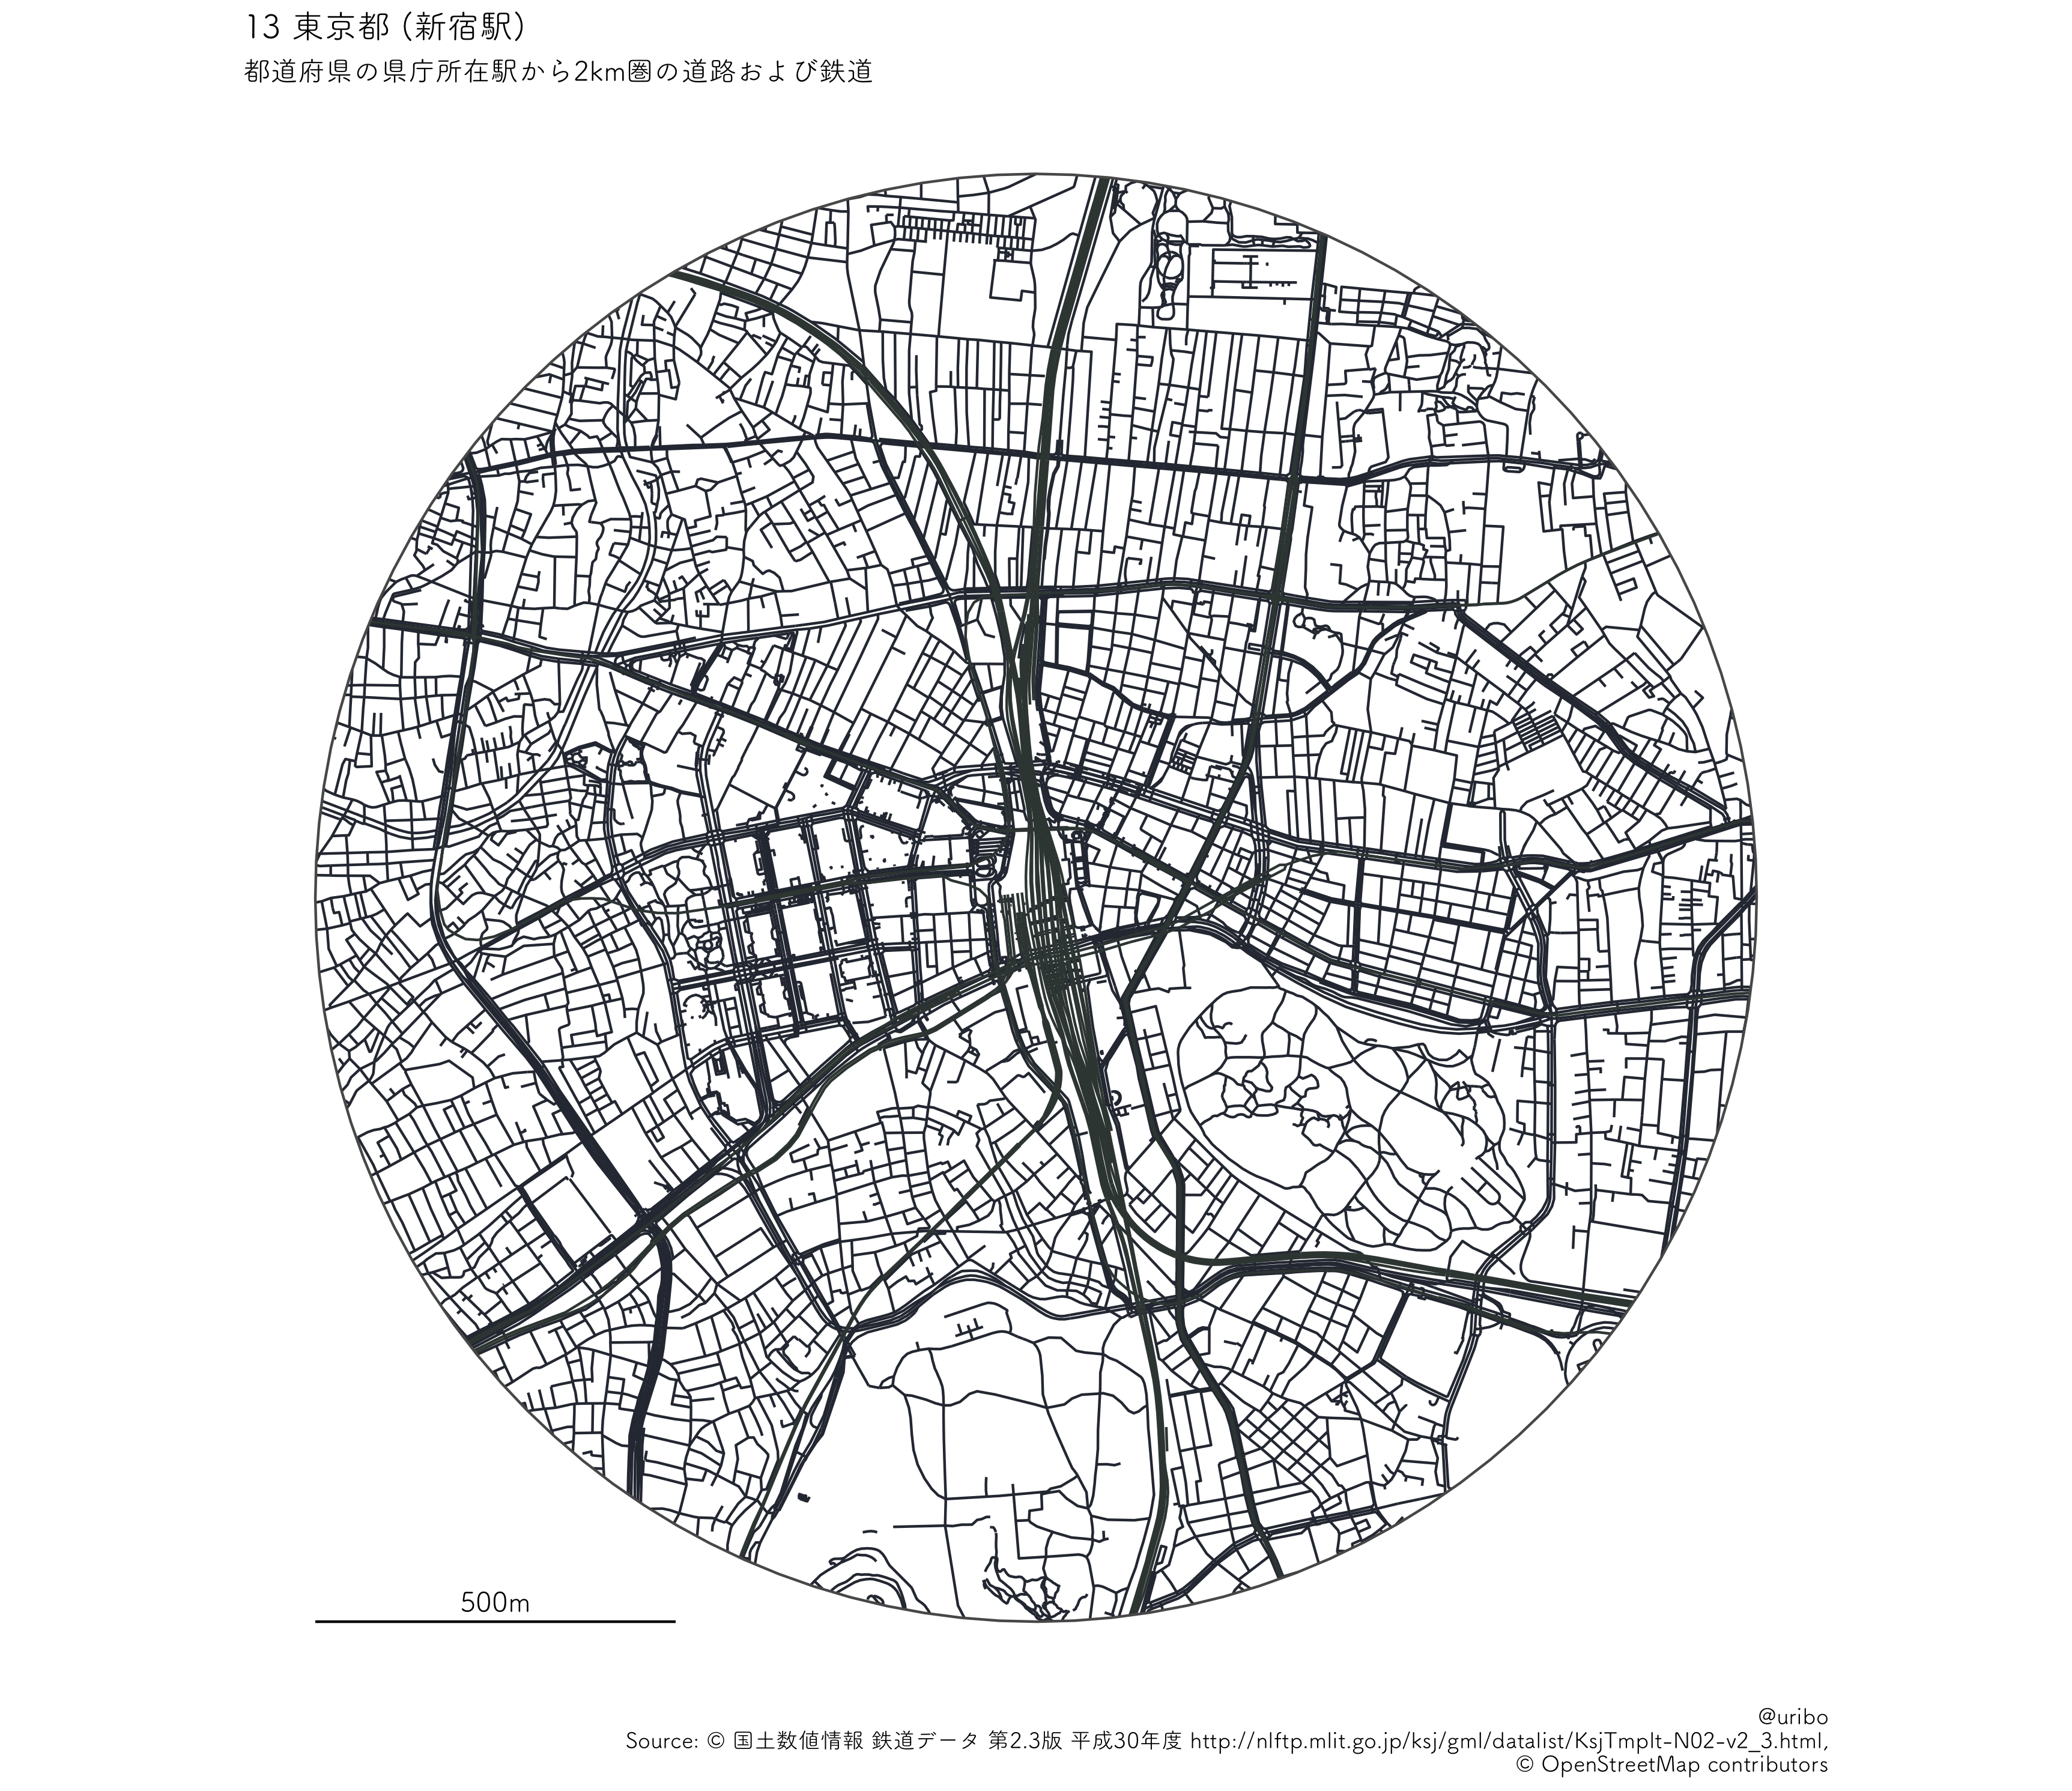 13 東京都 (新宿駅)
都道府県の県庁所在駅から2km圏の道路および鉄道
500m
@uribo
Source: © 国土数値情報 鉄道データ 第2.3版 平成30年度 http://nlftp.mlit.go.jp/ksj/gml/datalist/KsjTmplt-N02-v2_3.html,
© OpenStreetMap contributors